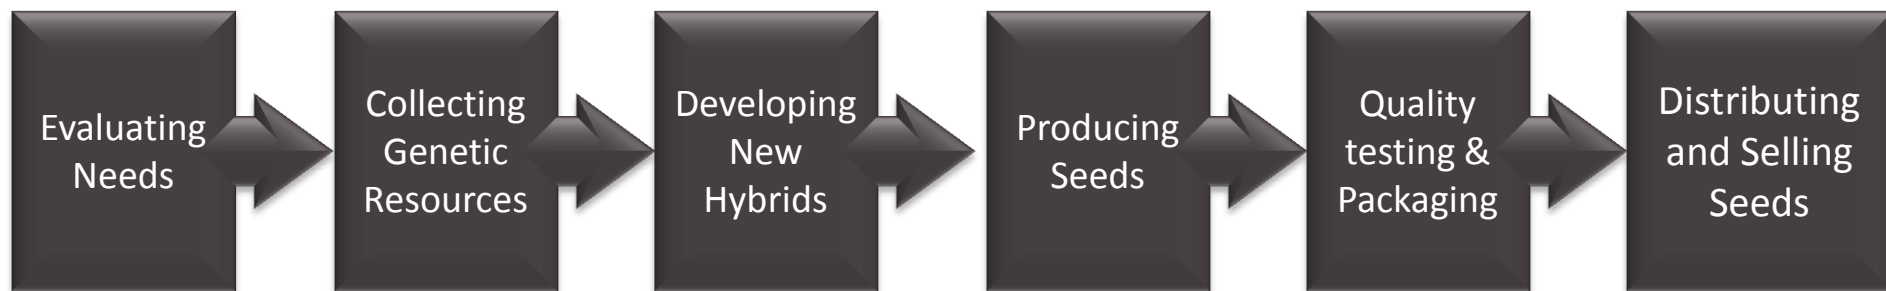 Evaluating
Needs
Collecting
Genetic
Resources
Developing
New
Hybrids
Producing
Seeds
Quality
testing &
Packaging
Distributing
and Selling
Seeds